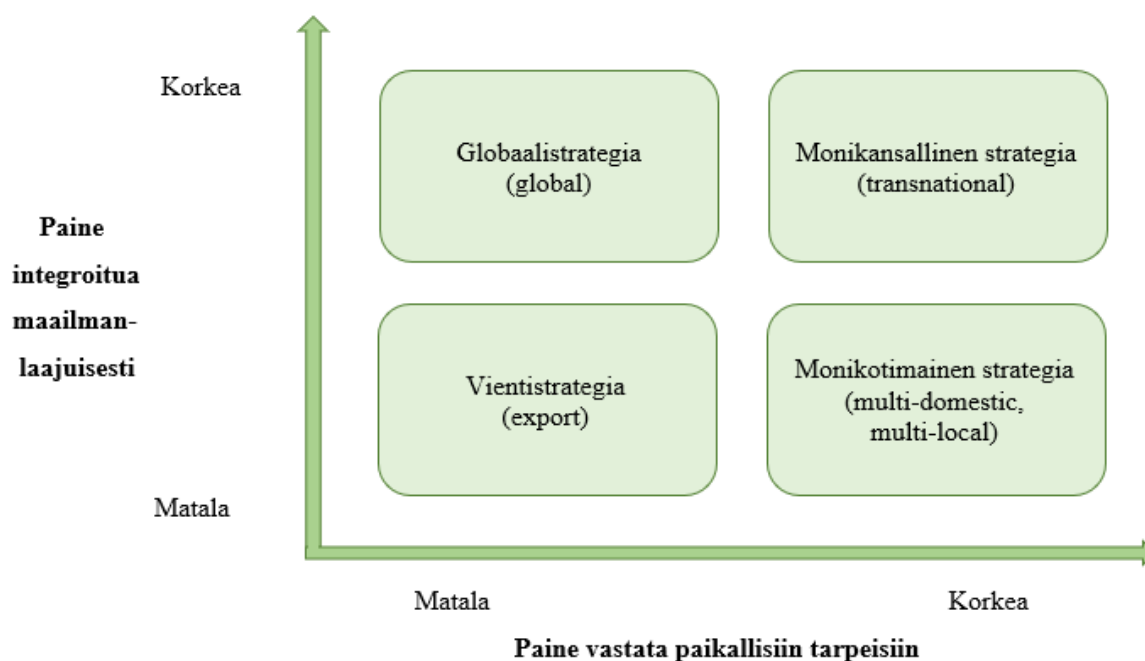 Korkea
Globaalistrategia
(global)
Monikansallinen strategia
(transnational)
Paine
integroitua
maailman-
laajuisesti
Vientistrategia
(export)
Monikotimainen strategia
(multi-domestic,
multi-local)
Matala
Matala
Korkea
Paine vastata paikallisiin tarpeisiin